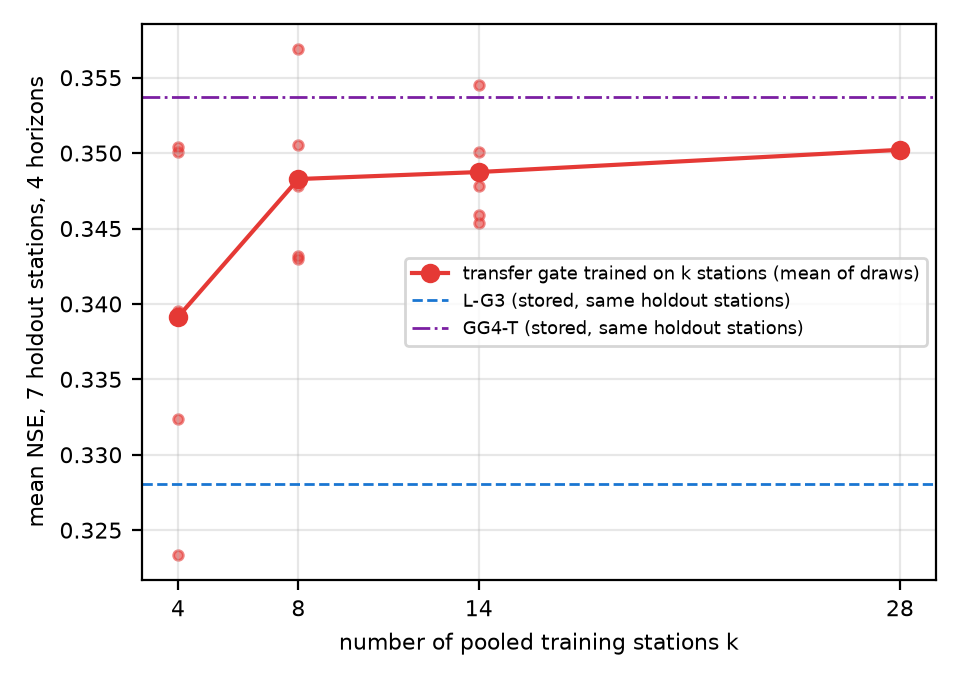 mean NSE, 7 holdout stations, 4 horizons
0.355
0.350
0.345
0.340
0.335
0.330
0.325
transfer gate trained on k stations (mean of draws)
L-G3 (stored, same holdout stations)
GG4-T (stored, same holdout stations)
4 8 14 28
number of pooled training stations k